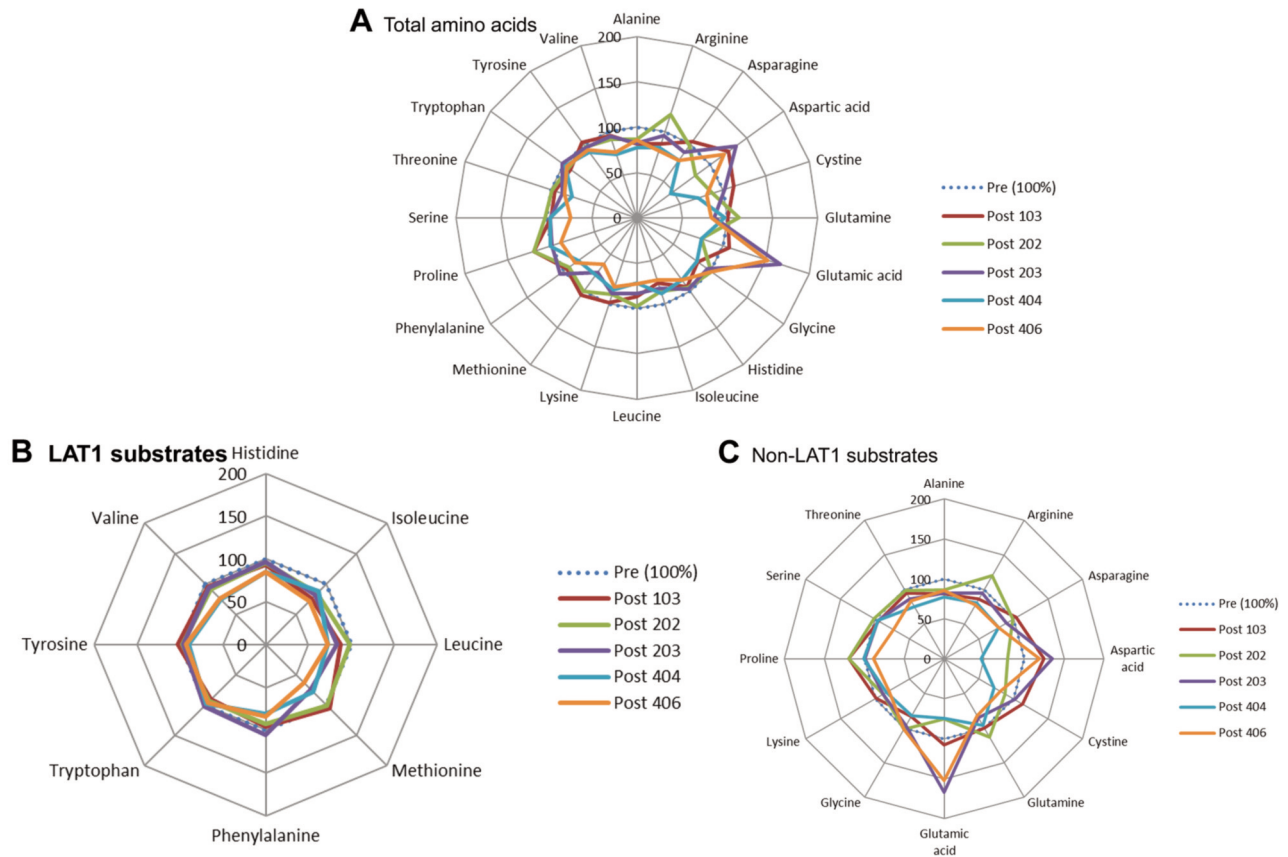 A Total amino acids
Alanine
Arginine
Asparagine
Aspartic acid
Cystine
Glutamine
Glutamic acid
Glycine
Histidine
Isoleucine
Leucine
Lysine
Methionine
Phenylalanine
Proline
Serine
Threonine
Tryptophan
Tyrosine
Valine
200
150
100
50
0
Pre (100%)
Post 103
Post 202
Post 203
Post 404
Post 406
B LAT1 substrates
Histidine
Isoleucine
Leucine
Methionine
Phenylalanine
Tryptophan
Tyrosine
Valine
200
150
100
50
0
Pre (100%)
Post 103
Post 202
Post 203
Post 404
Post 406
C Non-LAT1 substrates
Alanine
Arginine
Asparagine
Aspartic
acid
Cystine
Glutamine
Glutamic
acid
Glycine
Lysine
Proline
Serine
Threonine
200
150
100
50
0
Pre (100%)
Post 103
Post 202
Post 203
Post 404
Post 406